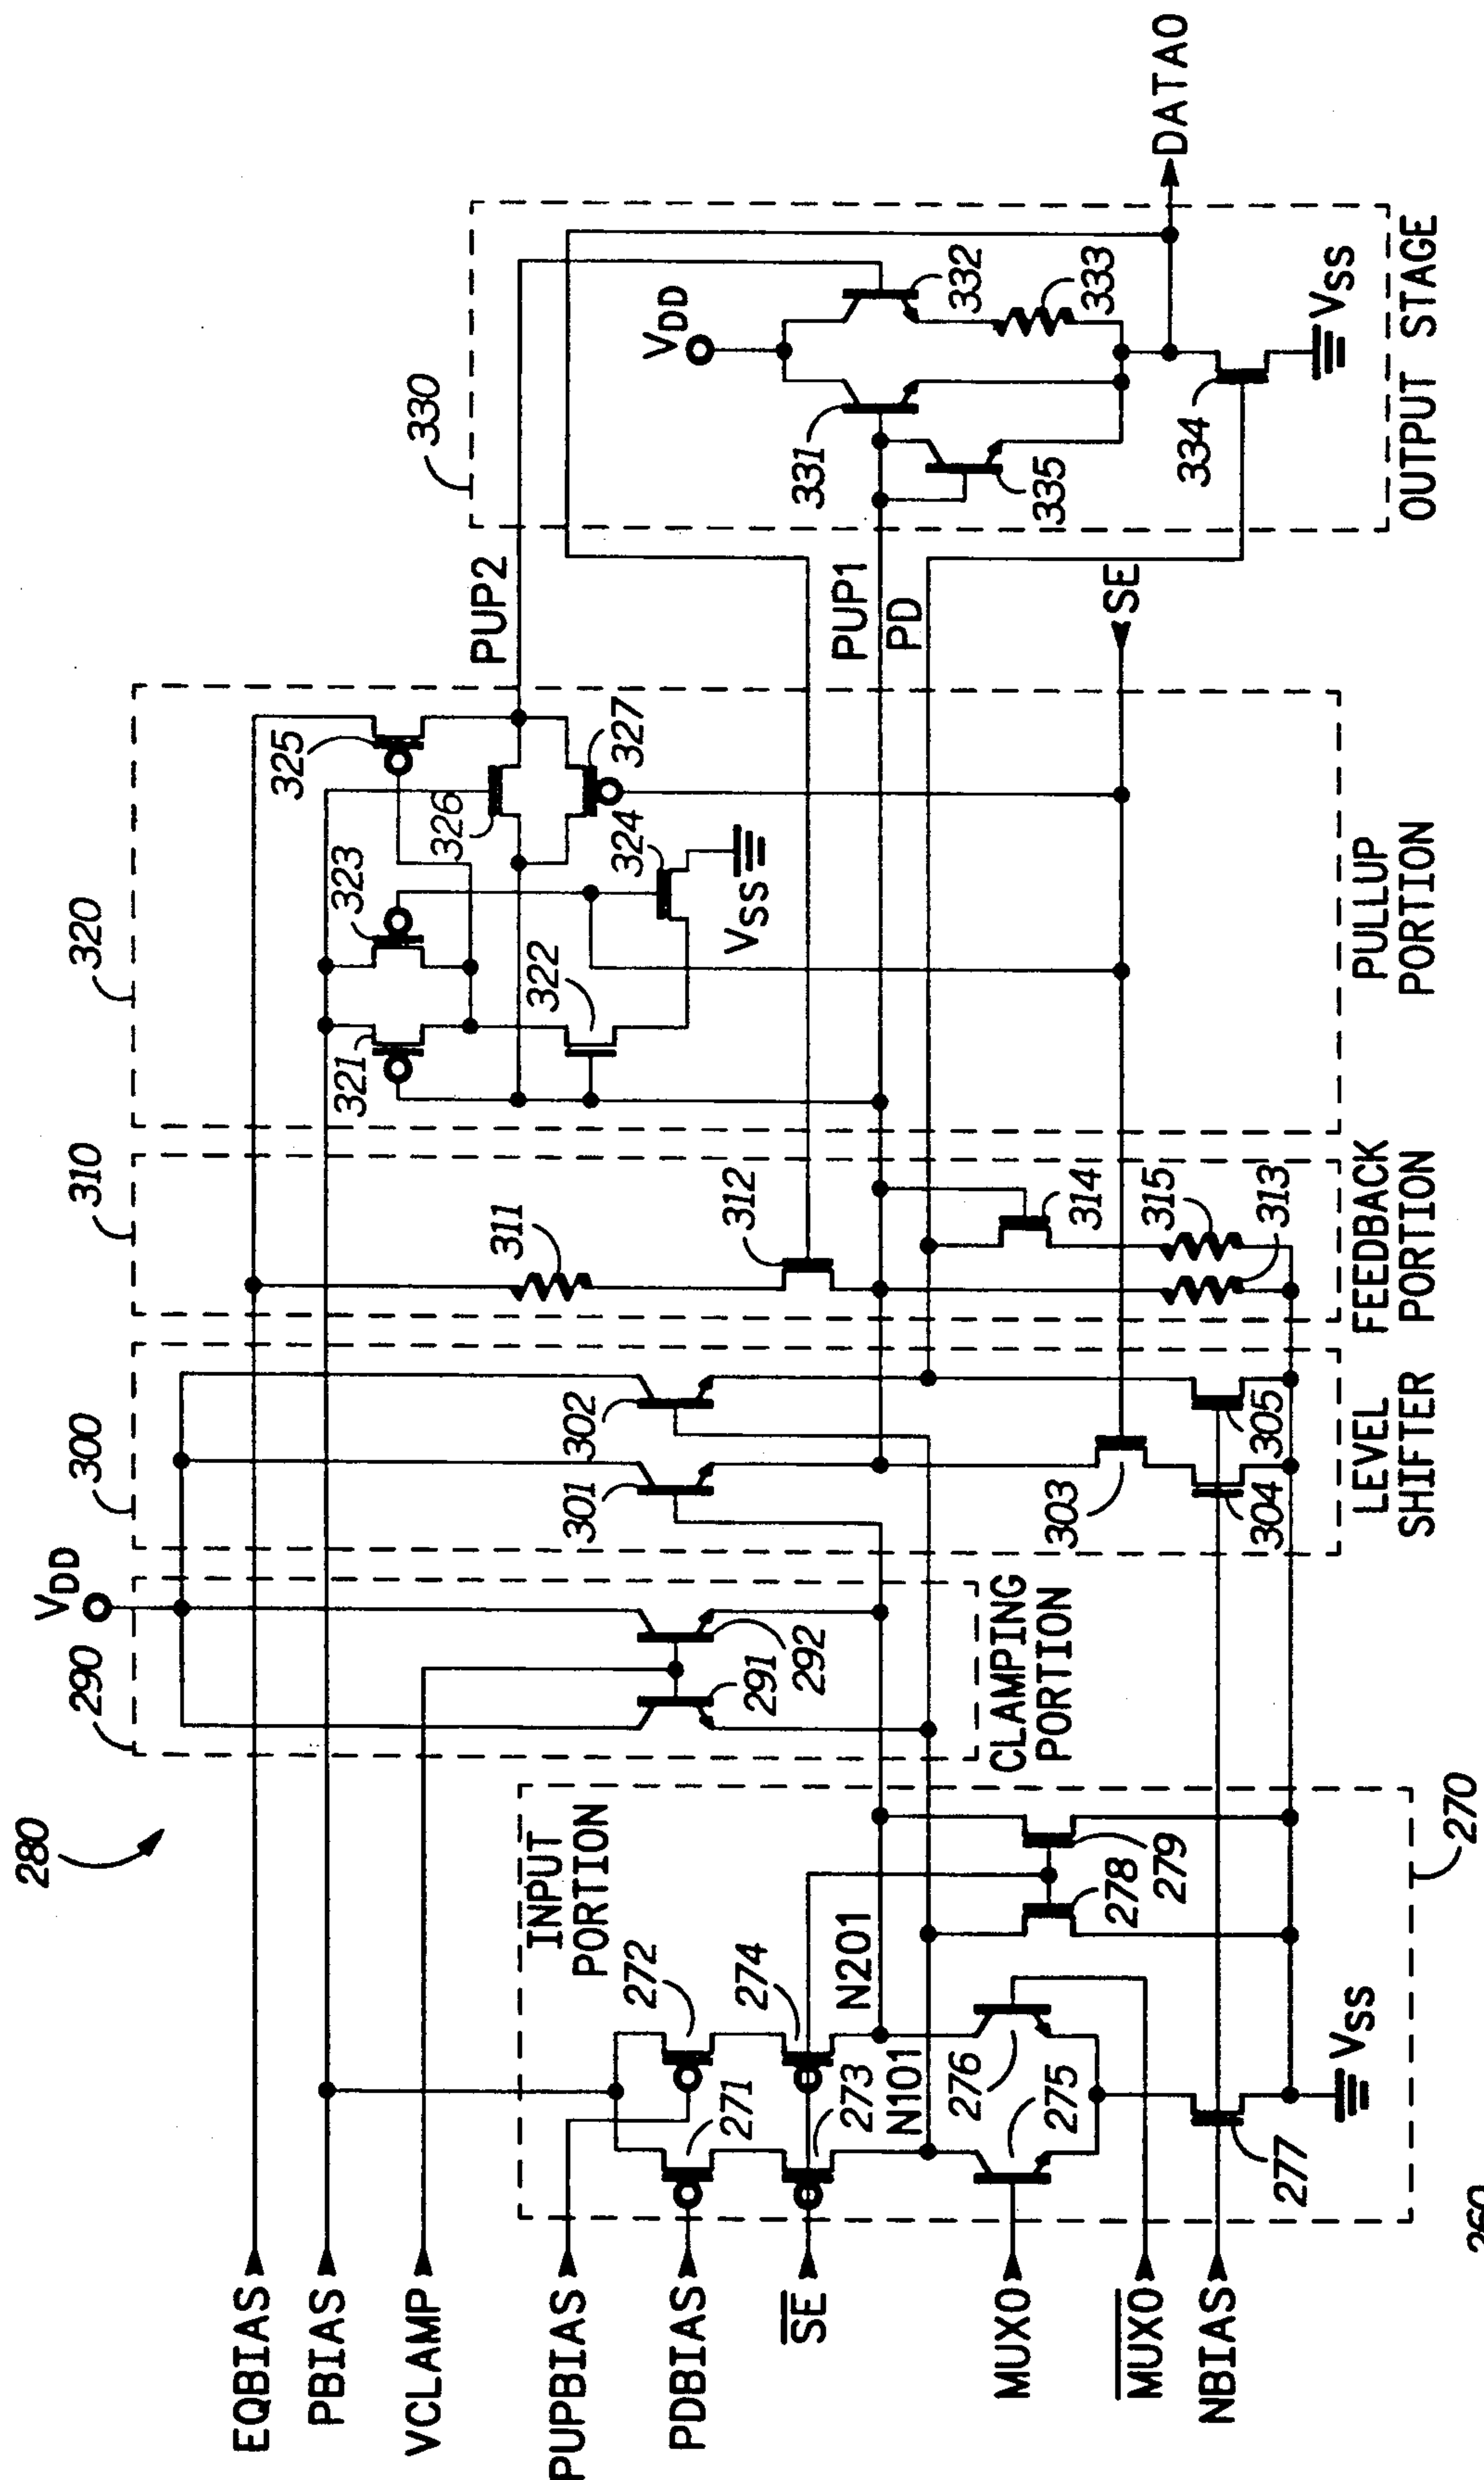 280
290
VDD
300
310
320
330
EQBIAS
PBIAS
VCLAMP
PUPBIAS
PDBIAS
SE
MUX0
MUX0
NBIAS
INPUT
PORTION
272
271
274
273
N201
N101
276
275
278
279
277
VSS
270
291
292
CLAMPING
PORTION
301
302
303
304
305
LEVEL
SHIFTER
311
312
314
315
313
FEEDBACK
PORTION
321
323
325
326
327
322
324
VSS
PULLUP
PORTION
PUP2
PUP1
PD
SE
VDD
331
332
335
333
334
VSS
OUTPUT STAGE
DATA0